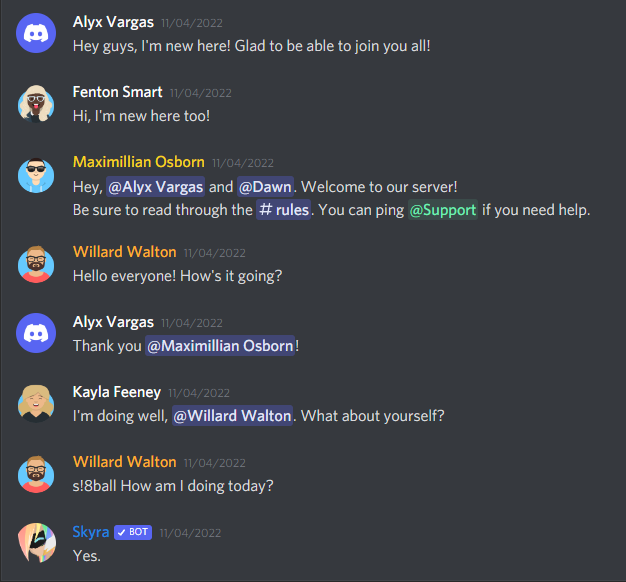 Alyx Vargas 11/04/2022
Hey guys, I'm new here! Glad to be able to join you all!
Fenton Smart 11/04/2022
Hi, I'm new here too!
Maximillian Osborn 11/04/2022
Hey, @Alyx Vargas and @Dawn. Welcome to our server!
Be sure to read through the # rules. You can ping @Support if you need help.
Willard Walton 11/04/2022
Hello everyone! How's it going?
Alyx Vargas 11/04/2022
Thank you @Maximillian Osborn!
Kayla Feeney 11/04/2022
I'm doing well, @Willard Walton. What about yourself?
Willard Walton 11/04/2022
s!8ball How am I doing today?
Skyra ✓ BOT 11/04/2022
Yes.